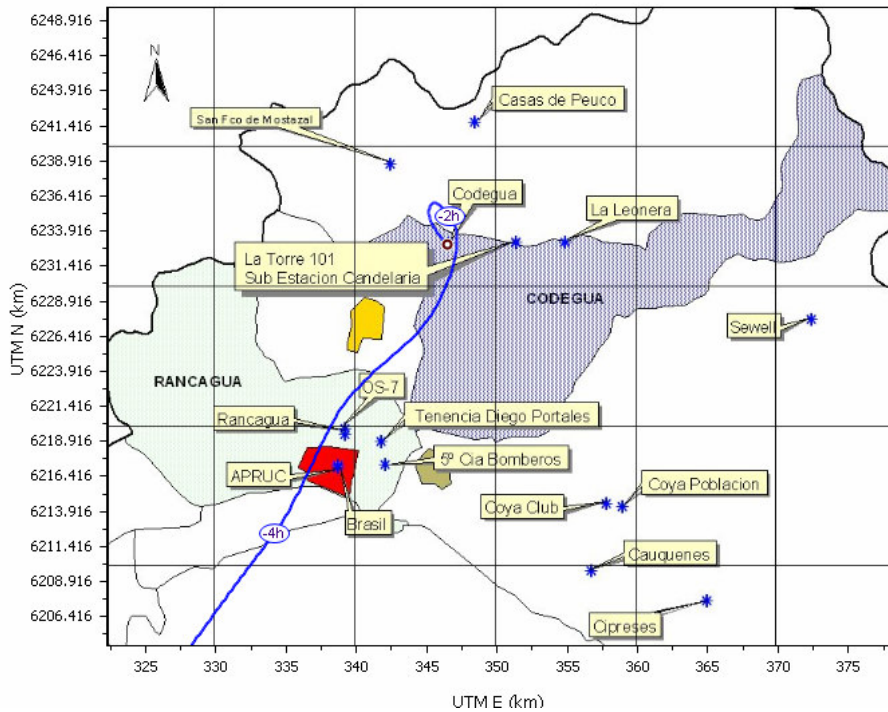 6248.916
6246.416
6243.916
6241.416
6238.916
6236.416
6233.916
6231.416
6228.916
6226.416
6223.916
6221.416
6218.916
6216.416
6213.916
6211.416
6208.916
6206.416
UTM N (km)
N
Casas de Peuco
San Fco de Mostazal
Codegua
-2h
La Leonera
La Torre 101
Sub Estacion Candelaria
CODEGUA
Sewell
RANCAGUA
OS-7
Rancagua
Tenencia Diego Portales
APRUC
5º Cia Bomberos
Brasil
Coya Club
Coya Poblacion
-4h
Cauquenes
Cipreses
325 330 335 340 345 350 355 360 365 370 375
UTM E (km)